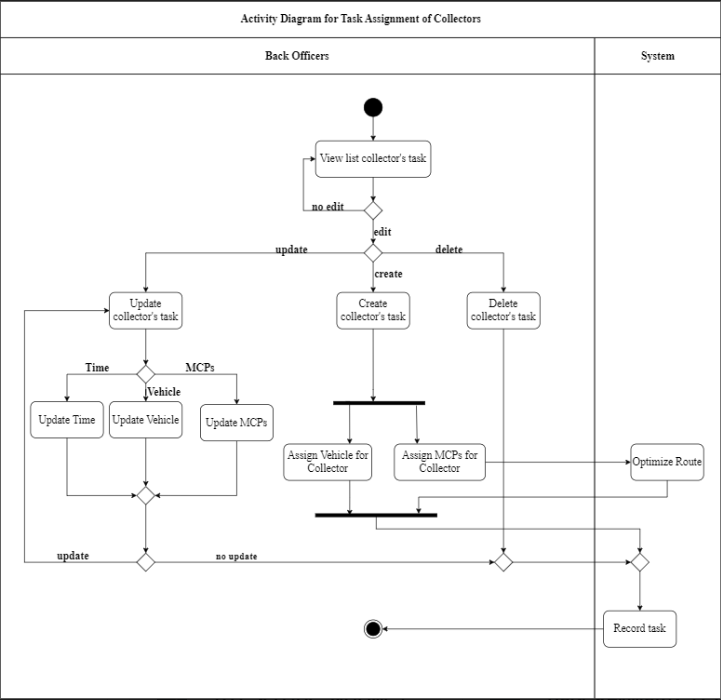 Activity Diagram for Task Assignment of Collectors
Back Officers
System
View list collector's task
no edit
edit
update
delete
create
Update
collector's task
Create
collector's task
Delete
collector's task
Time
MCPs
Vehicle
Update Time
Update Vehicle
Update MCPs
Assign Vehicle for
Collector
Assign MCPs for
Collector
Optimize Route
update
no update
Record task